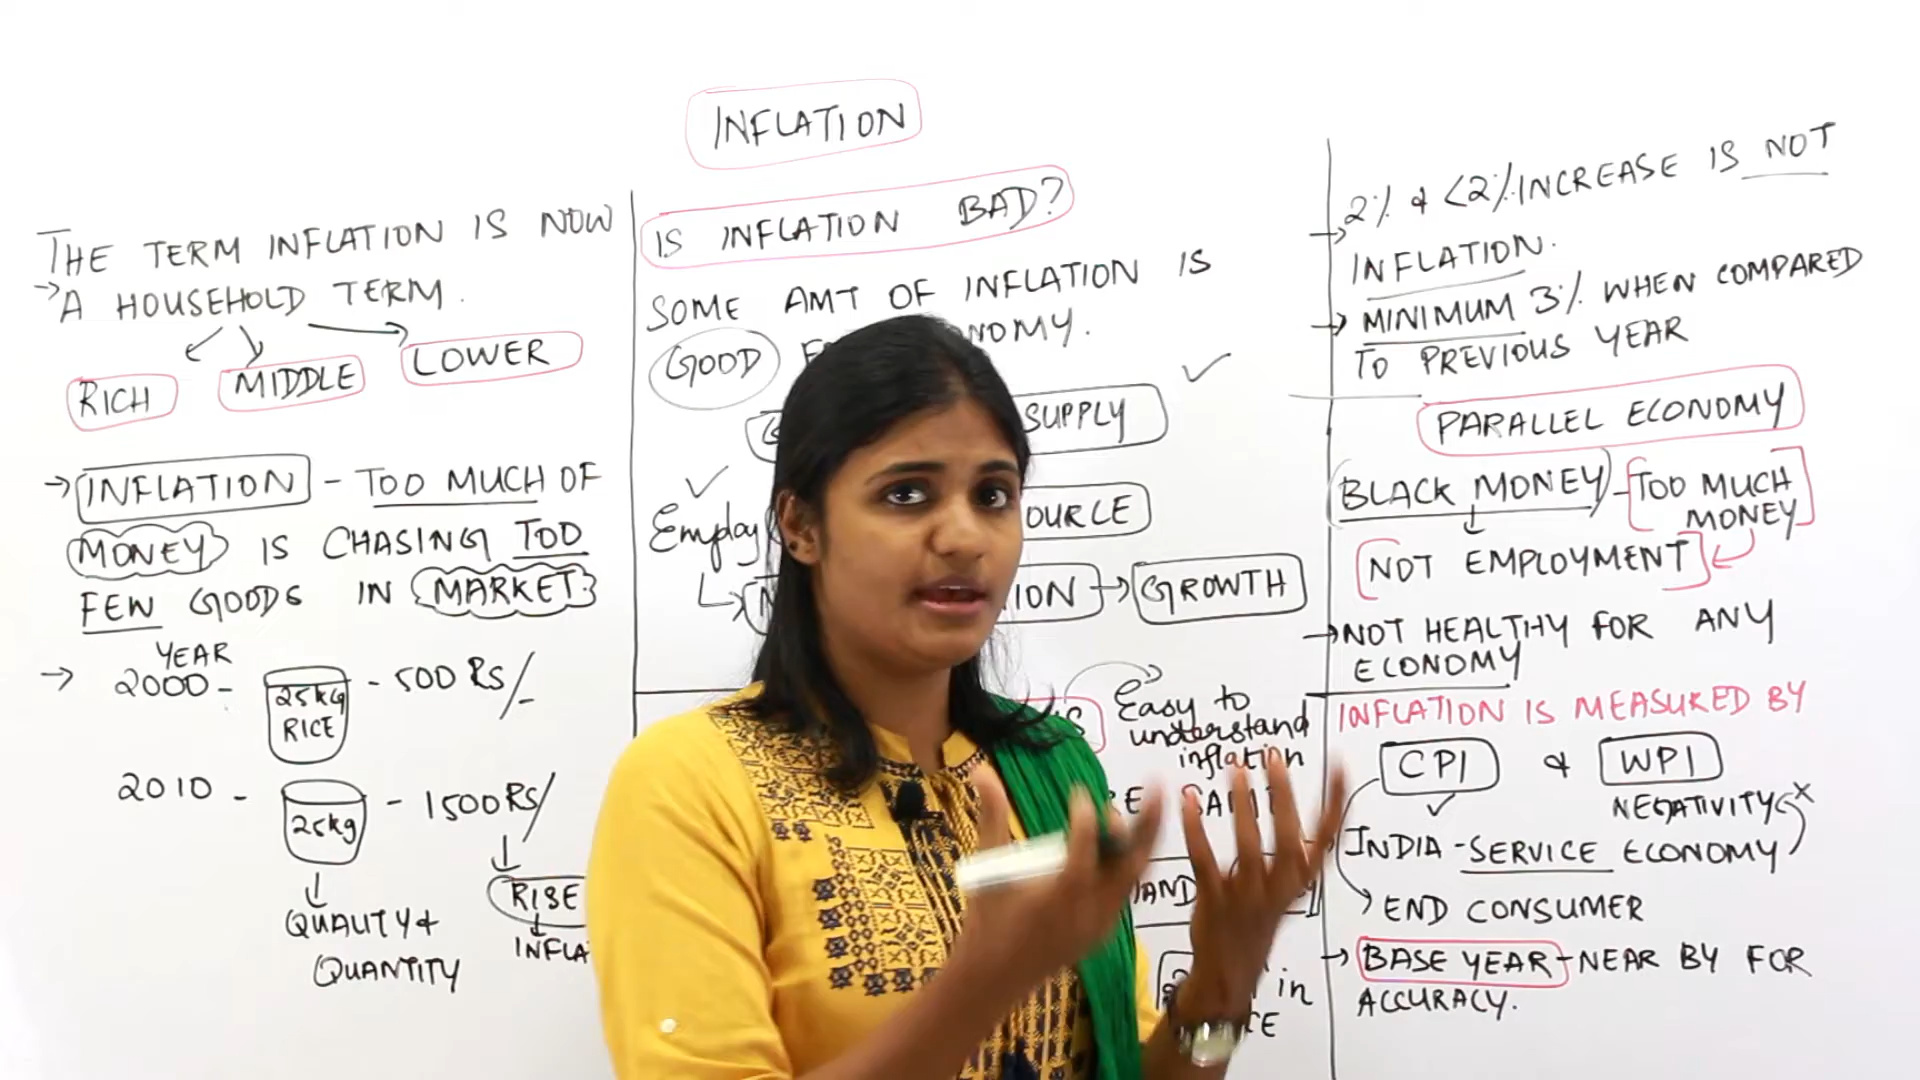 INFLATION
THE TERM INFLATION IS NOW
→A HOUSEHOLD TERM.
RICH MIDDLE LOWER
→ INFLATION - TOO MUCH OF
MONEY IS CHASING TOO
FEW GOODS IN MARKET.
YEAR
→ 2000 - 25kg RICE - 500 RS/-
2010 - 25kg - 1500 RS/
QUALITY &
QUANTITY
RISE
INFLA
IS INFLATION BAD?
SOME AMT OF INFLATION IS
GOOD
SUPPLY
Employ
GROWTH
Easy to
understand
inflation
in
2% & <2% INCREASE IS NOT
INFLATION.
→ MINIMUM 3% WHEN COMPARED
TO PREVIOUS YEAR
PARALLEL ECONOMY
BLACK MONEY - TOO MUCH
MONEY
NOT EMPLOYMENT
→NOT HEALTHY FOR ANY
ECONOMY
INFLATION IS MEASURED BY
CPI & WPI
NEGATIVITY
INDIA - SERVICE ECONOMY
END CONSUMER
→ BASE YEAR - NEAR BY FOR
ACCURACY.